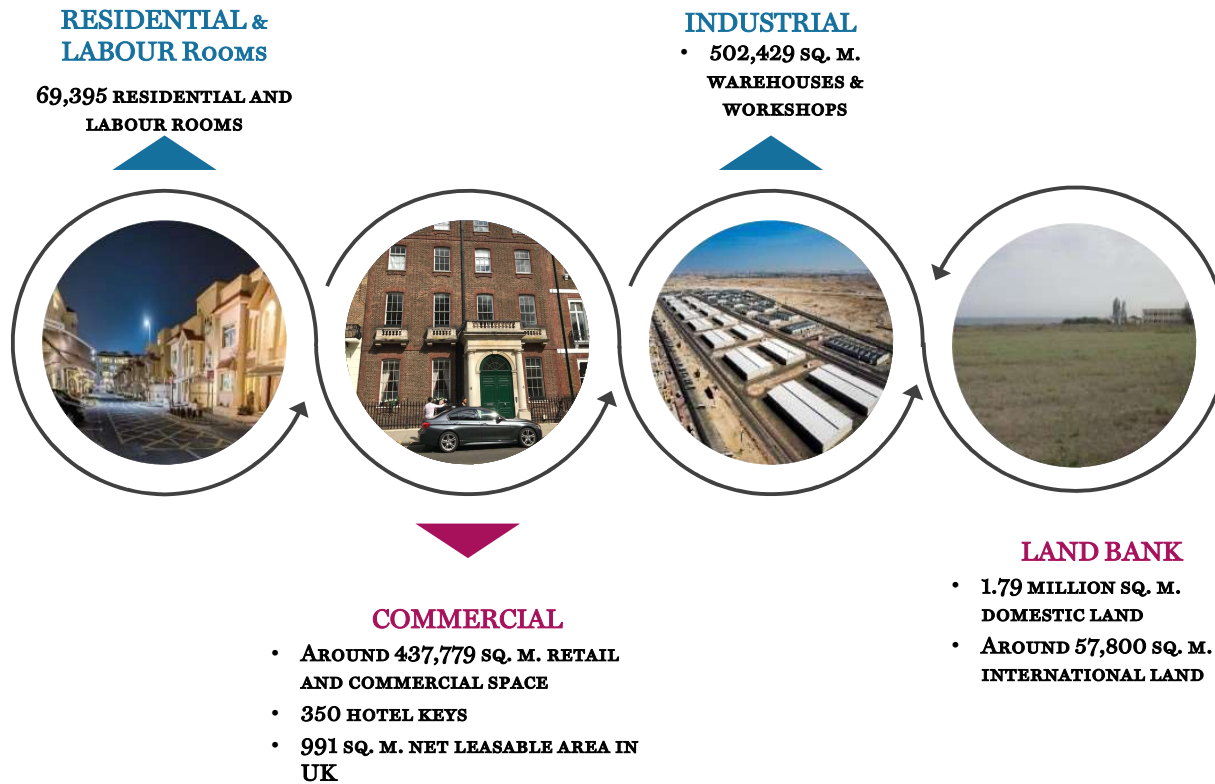 RESIDENTIAL &
LABOUR ROOMS
69,395 RESIDENTIAL AND
LABOUR ROOMS
INDUSTRIAL
• 502,429 SQ. M.
WAREHOUSES &
WORKSHOPS
COMMERCIAL
• AROUND 437,779 SQ. M. RETAIL
AND COMMERCIAL SPACE
• 350 HOTEL KEYS
• 991 SQ. M. NET LEASABLE AREA IN
UK
LAND BANK
• 1.79 MILLION SQ. M.
DOMESTIC LAND
• AROUND 57,800 SQ. M.
INTERNATIONAL LAND